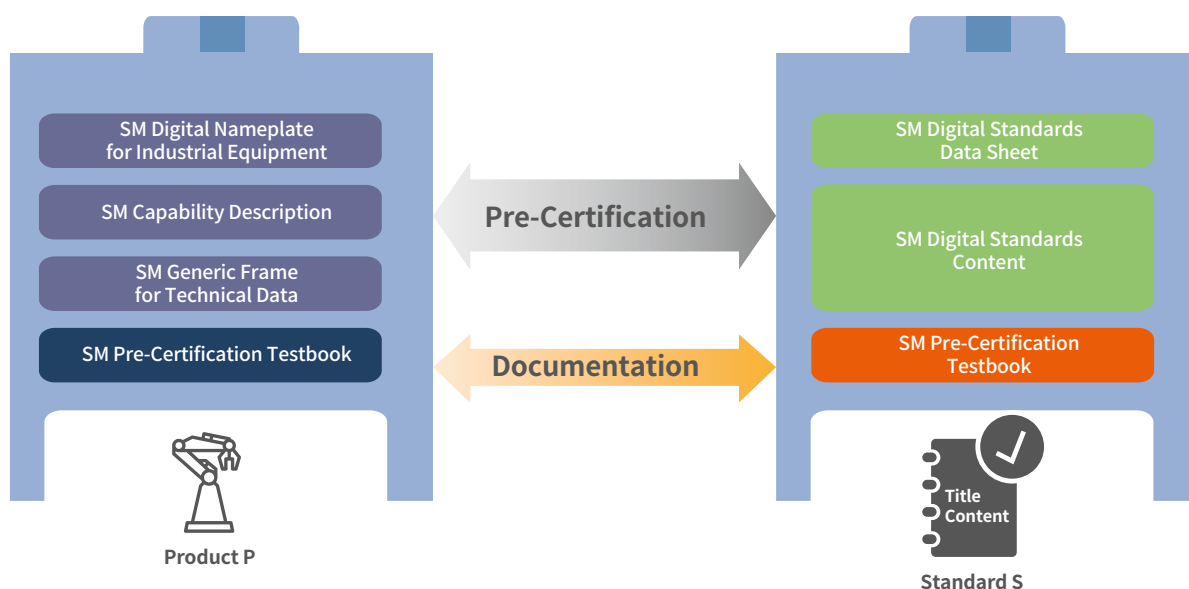 SM Digital Nameplate
for Industrial Equipment
SM Capability Description
SM Generic Frame
for Technical Data
SM Pre-Certification Testbook
Product P
Pre-Certification
Documentation
SM Digital Standards
Data Sheet
SM Digital Standards
Content
SM Pre-Certification
Testbook
Title
Content
Standard S